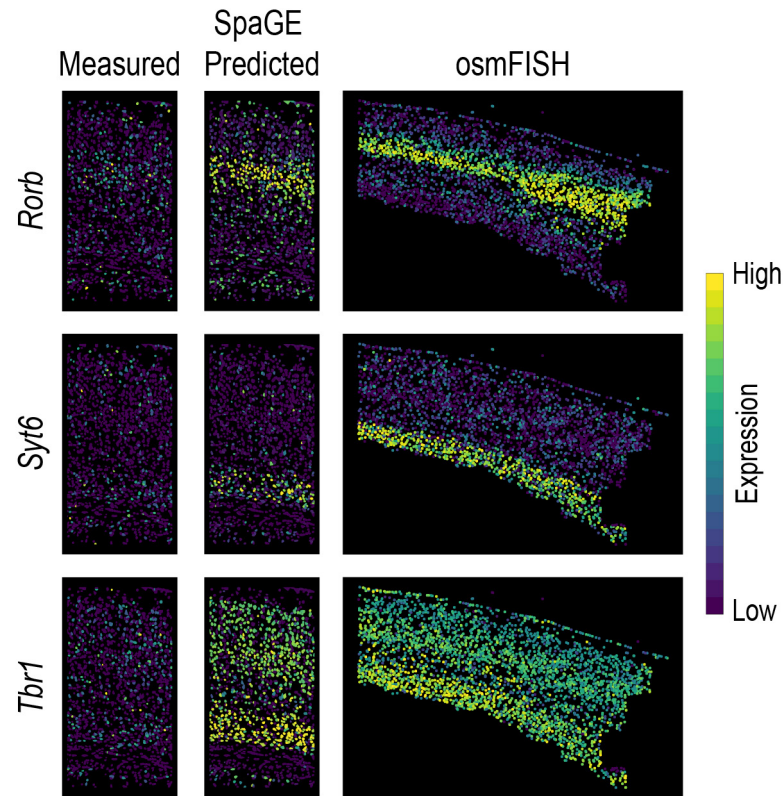 SpaGE
Measured Predicted osmFISH
Rorb
High
Syt6
Expression
Low
Tbr1